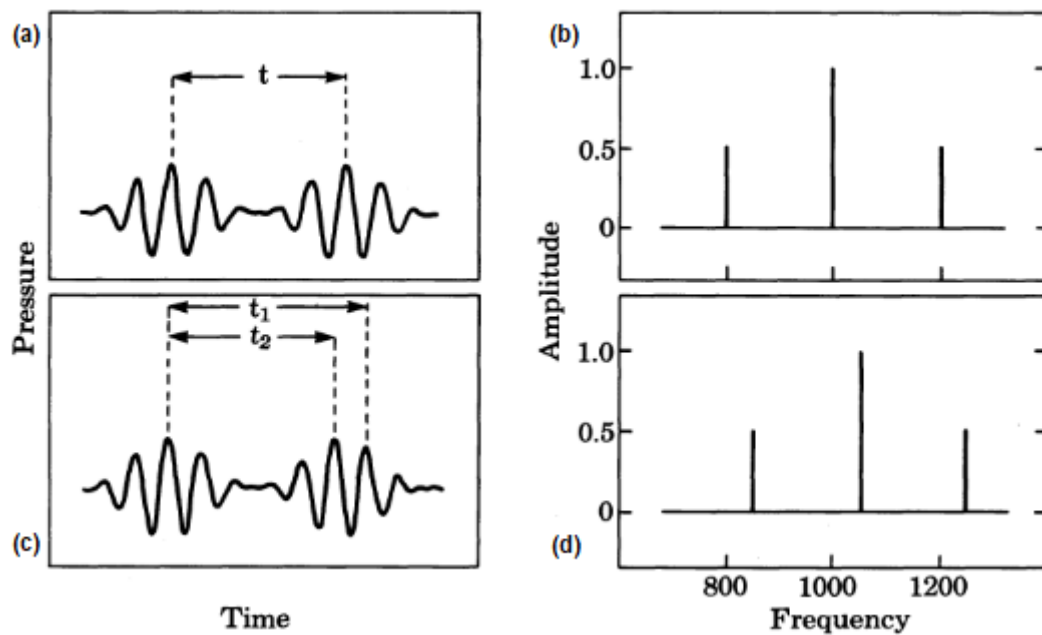 (a)
t
(b)
1.0
0.5
0
Pressure
t1
t2
(c)
Time
Amplitude
1.0
0.5
0
(d)
800 1000 1200
Frequency